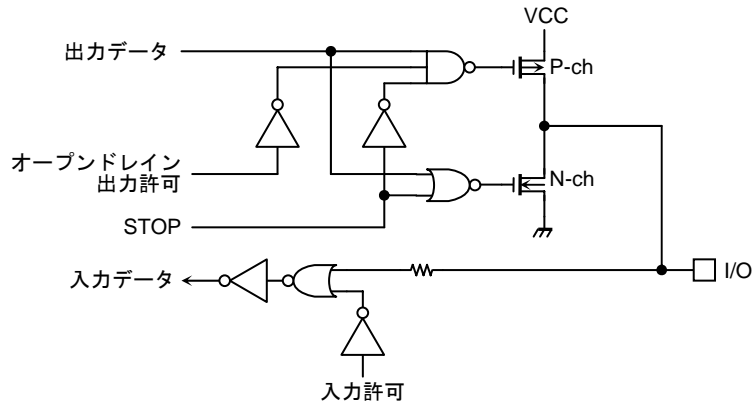 VCC
出力データ
P-ch
オープンドレイン
出力許可
N-ch
STOP
入力データ
I/O
入力許可